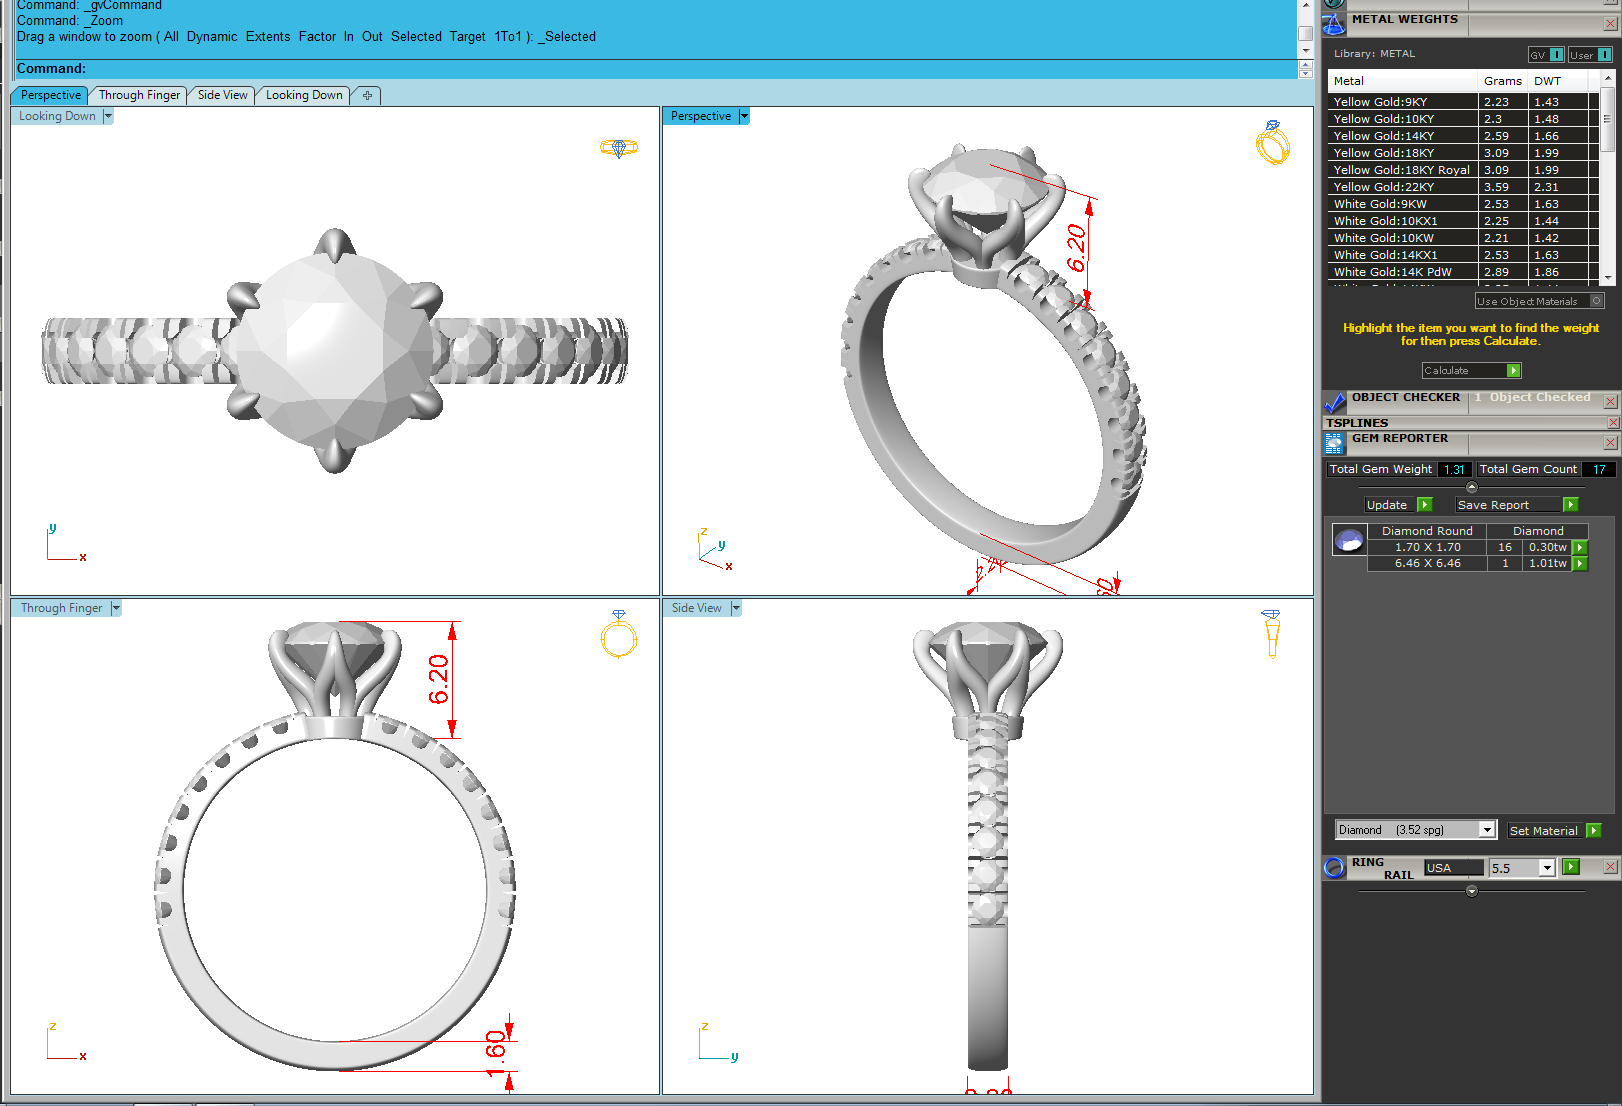 Command: _gvCommand
Command: _Zoom
Drag a window to zoom ( All Dynamic Extents Factor In Out Selected Target 1To1 ): _Selected
Command:
Perspective Through Finger Side View Looking Down
Looking Down
y
x
Perspective
6.20
z
y
x
Through Finger
6.20
1.60
z
x
Side View
z
y
METAL WEIGHTS
Library: METAL GV User
Metal Grams DWT
Yellow Gold:9KY 2.23 1.43
Yellow Gold:10KY 2.3 1.48
Yellow Gold:14KY 2.59 1.66
Yellow Gold:18KY 3.09 1.99
Yellow Gold:18KY Royal 3.09 1.99
Yellow Gold:22KY 3.59 2.31
White Gold:9KW 2.53 1.63
White Gold:10KX1 2.25 1.44
White Gold:10KW 2.21 1.42
White Gold:14KX1 2.53 1.63
White Gold:14K PdW 2.89 1.86
Use Object Materials
Highlight the item you want to find the weight
for then press Calculate.
Calculate
OBJECT CHECKER 1 Object Checked
TSPLINES
GEM REPORTER
Total Gem Weight 1.31 Total Gem Count 17
Update Save Report
Diamond Round Diamond
1.70 X 1.70 16 0.30tw
6.46 X 6.46 1 1.01tw
Diamond (3.52 spg) Set Material
RING RAIL USA 5.5